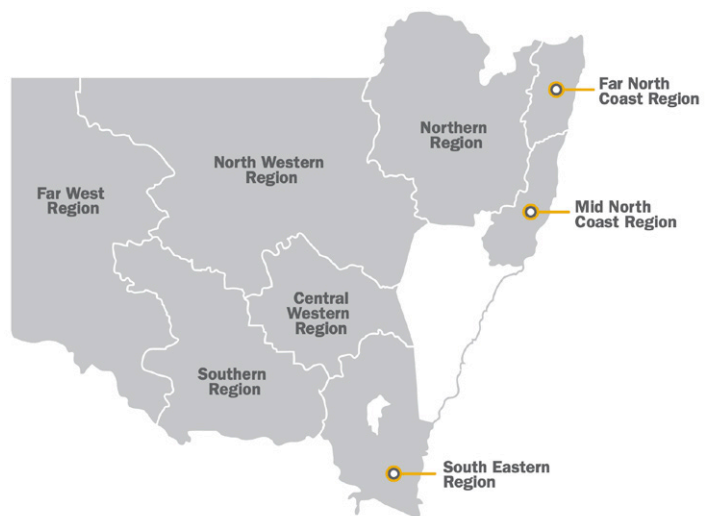 Far North
Coast Region
Northern
Region
North Western
Region
Far West
Region
Mid North
Coast Region
Central
Western
Region
Southern
Region
South Eastern
Region